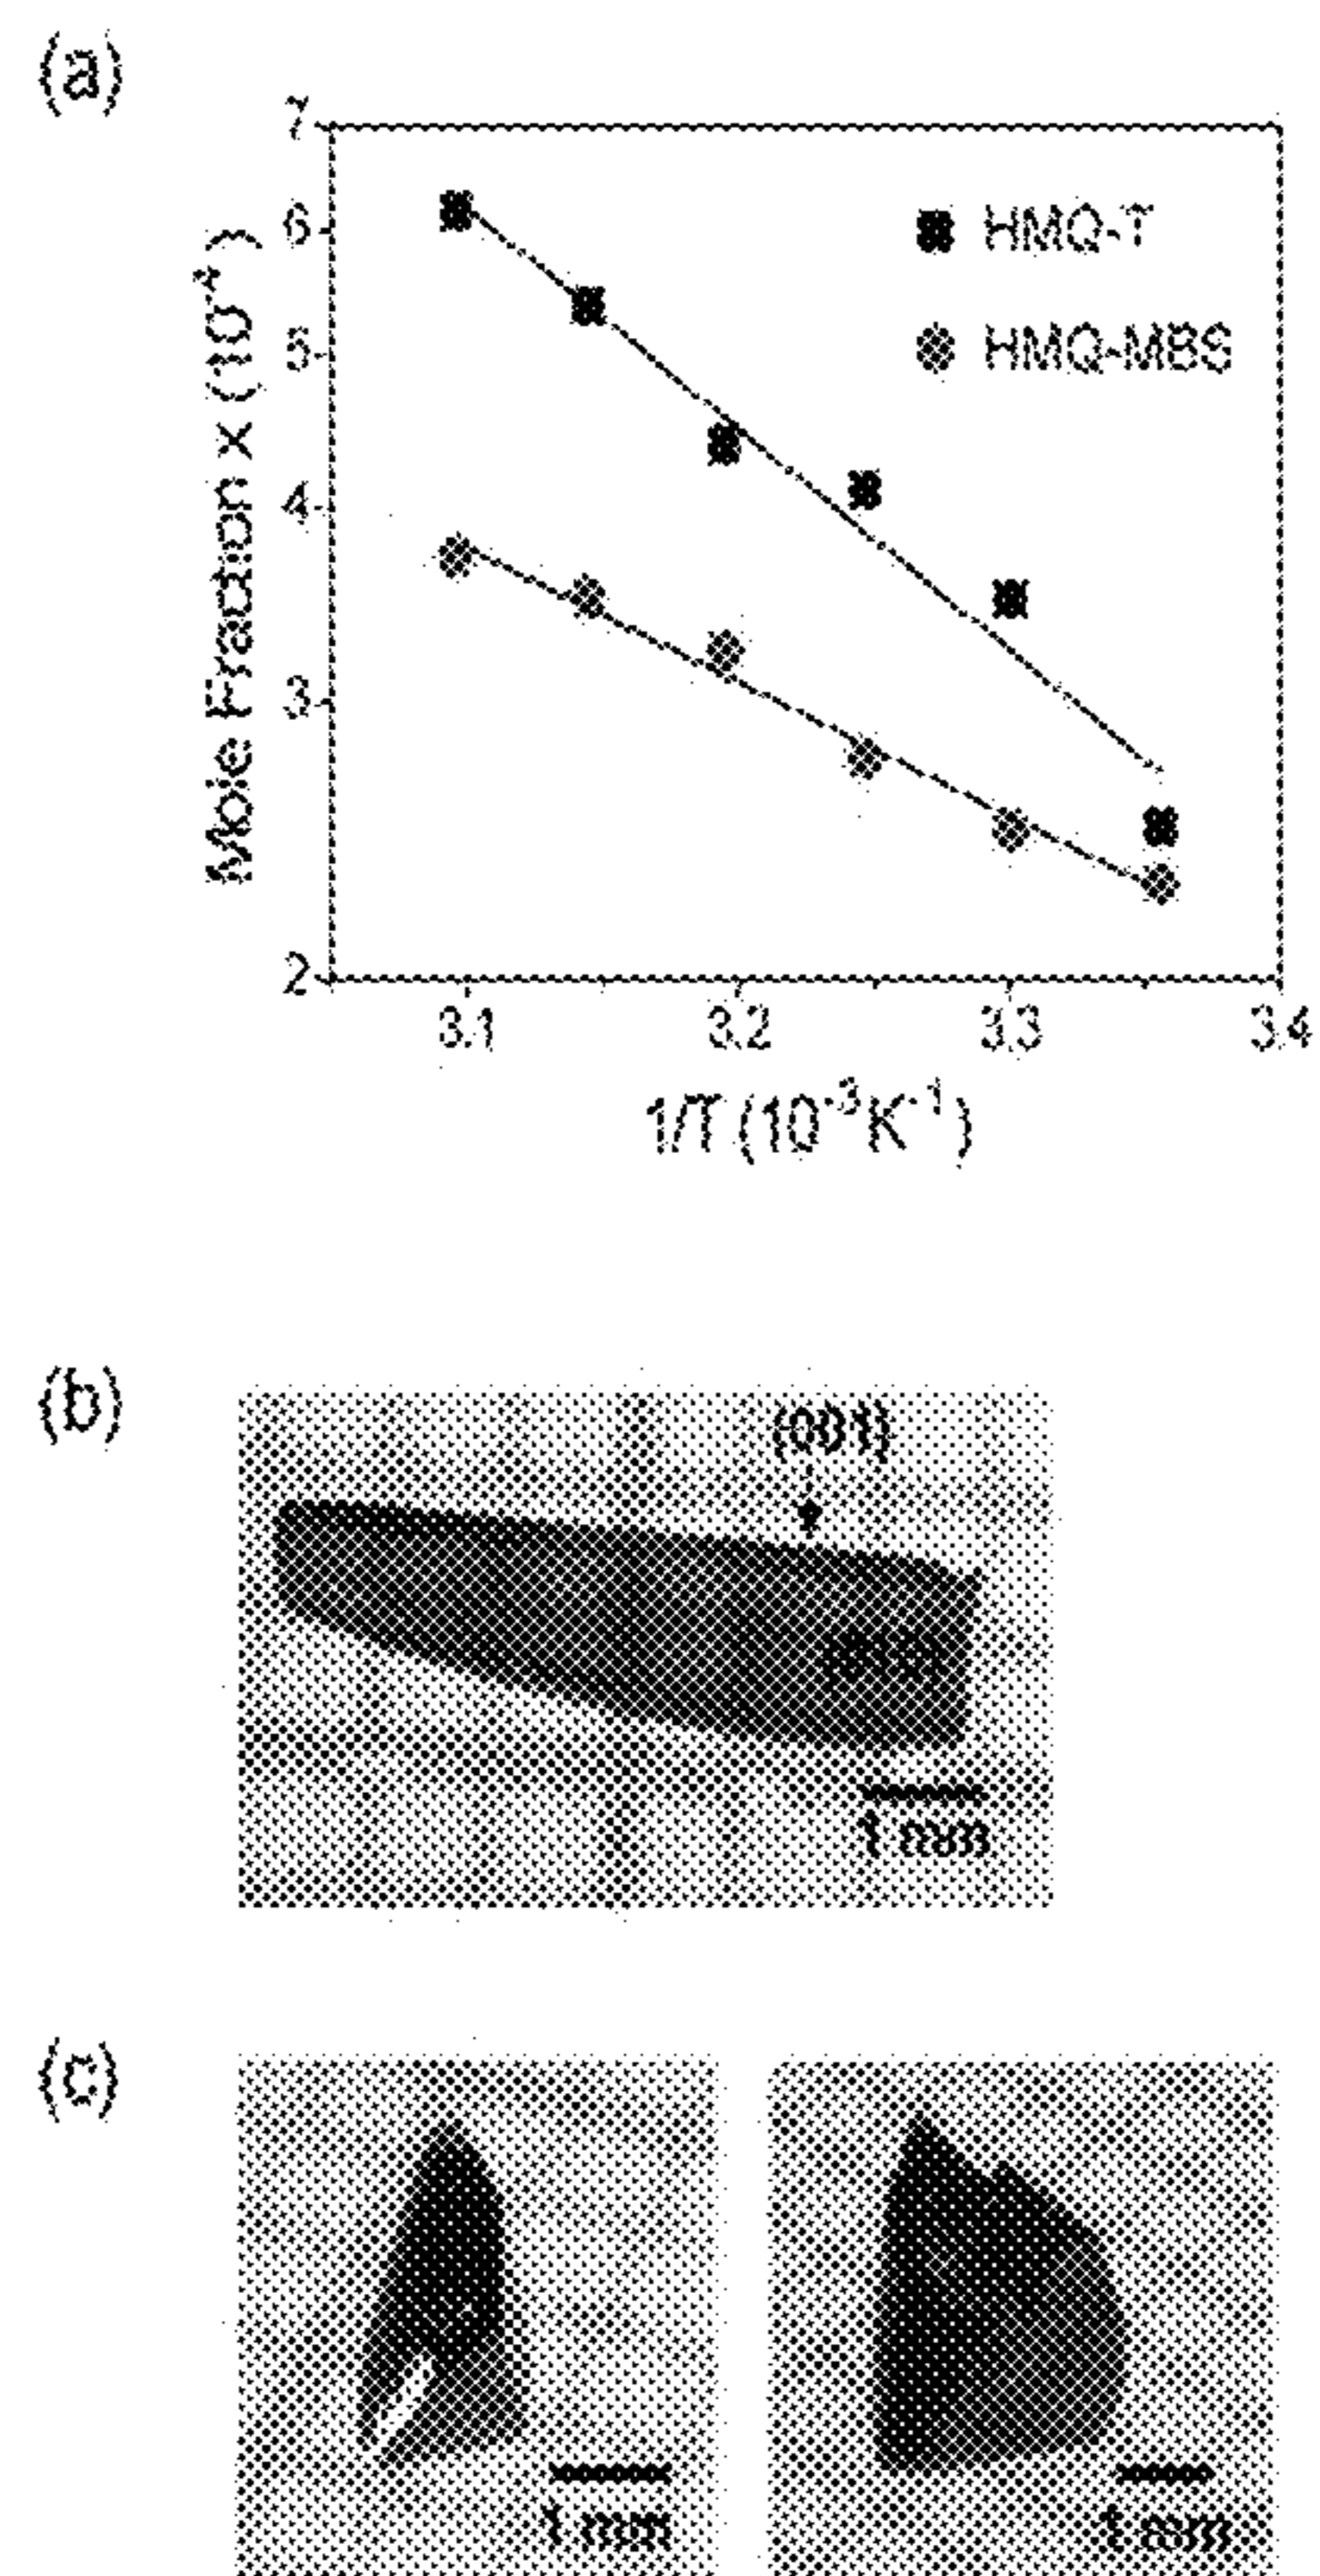 (a)
7
6
5
4
3
2
Mole Fraction x (10⁻⁴)
HMQ-T
HMQ-MBS
3.1 3.2 3.3 3.4
1/T (10⁻³K⁻¹)
(b)
(001)
1 mm
(c)
1 mm 1 mm